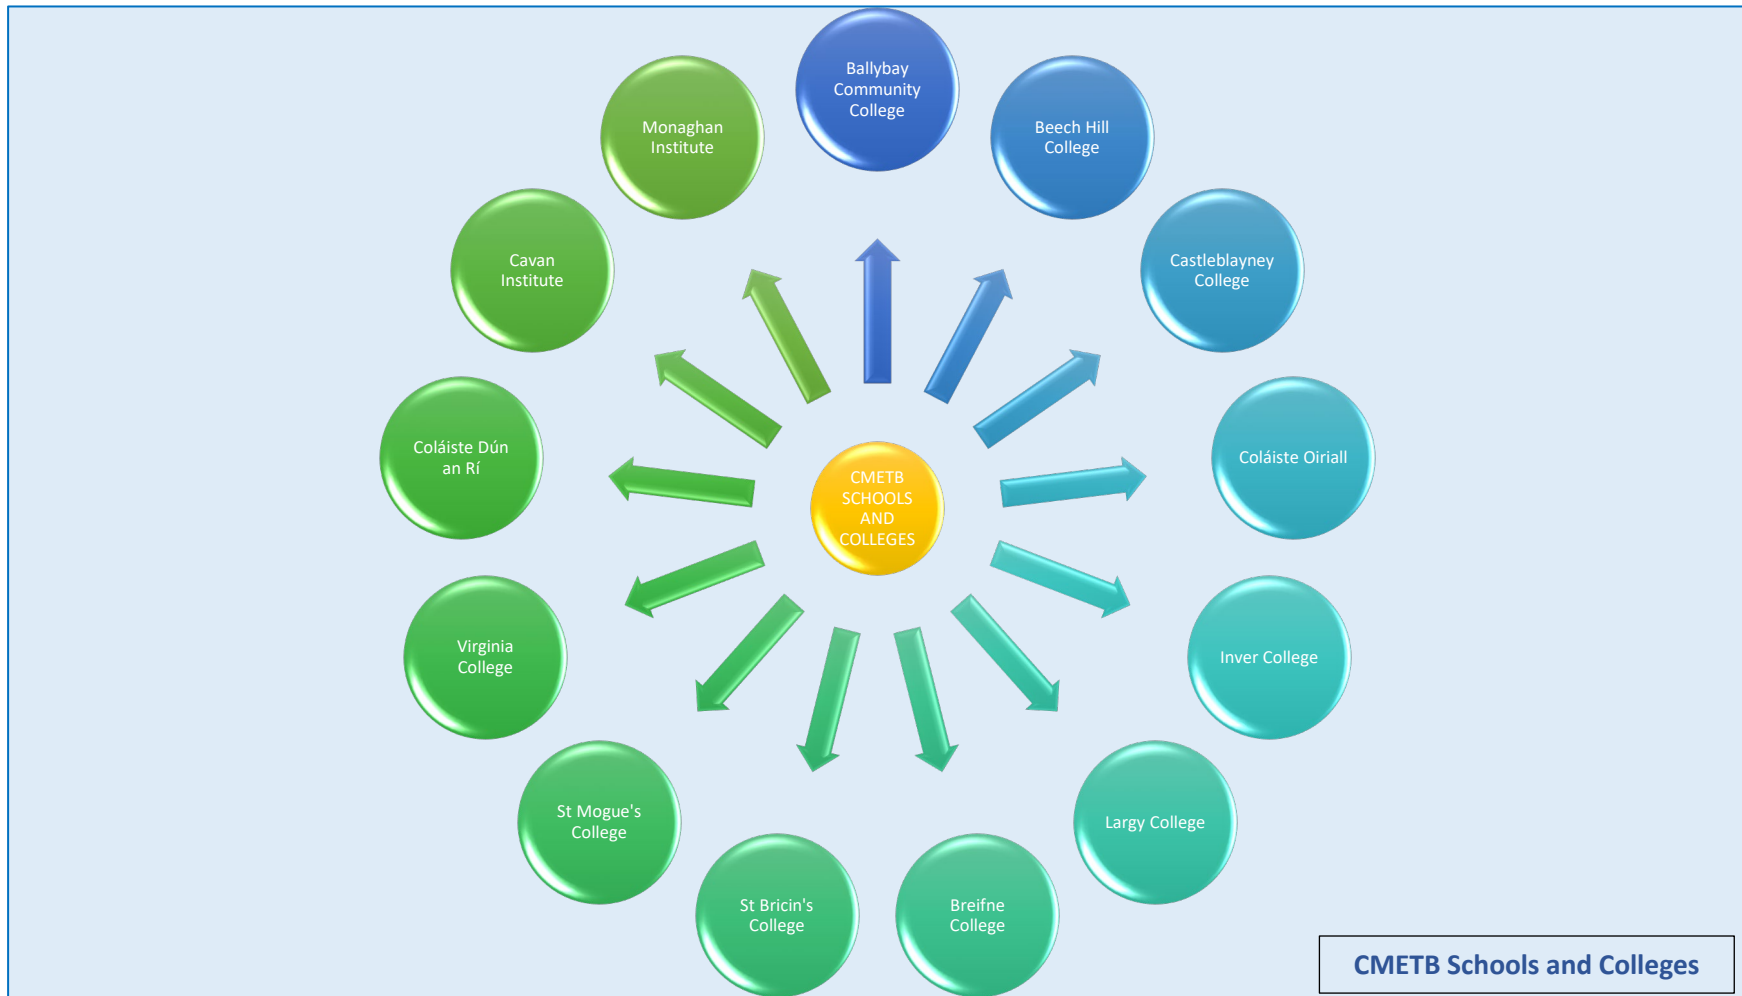 Ballybay
Community
College
Beech Hill
College
Castleblayney
College
Coláiste Oiriall
Inver College
Largy College
Breifne
College
St Bricin's
College
St Mogue's
College
Virginia
College
Coláiste Dún
an Rí
Cavan
Institute
Monaghan
Institute
CMETB
SCHOOLS
AND
COLLEGES
CMETB Schools and Colleges